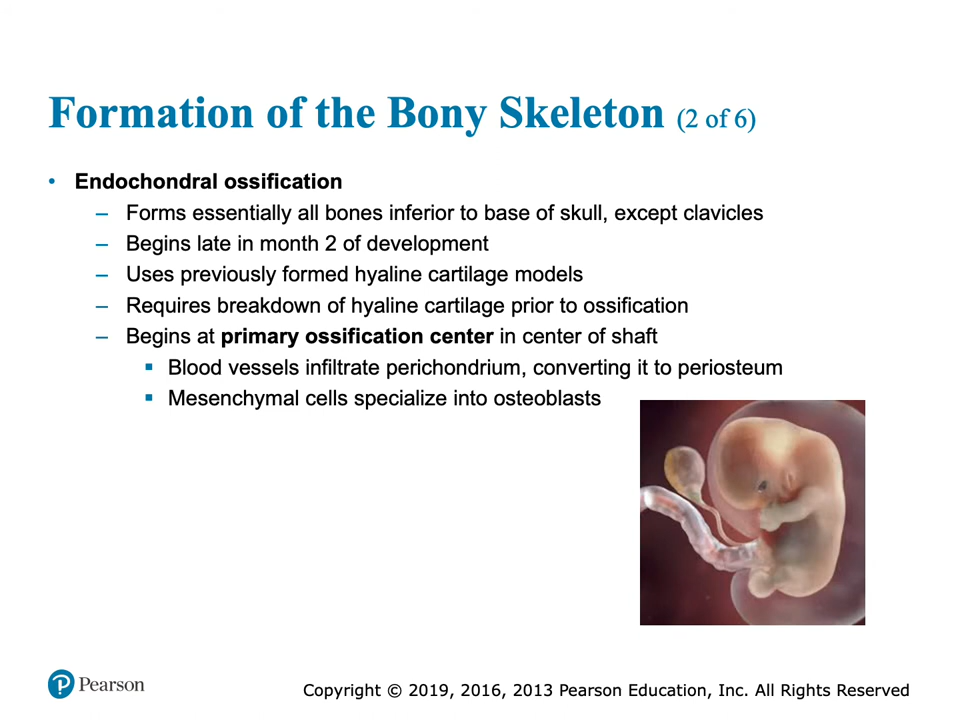 Formation of the Bony Skeleton (2 of 6)
• Endochondral ossification
– Forms essentially all bones inferior to base of skull, except clavicles
– Begins late in month 2 of development
– Uses previously formed hyaline cartilage models
– Requires breakdown of hyaline cartilage prior to ossification
– Begins at primary ossification center in center of shaft
▪ Blood vessels infiltrate perichondrium, converting it to periosteum
▪ Mesenchymal cells specialize into osteoblasts
Pearson
Copyright © 2019, 2016, 2013 Pearson Education, Inc. All Rights Reserved